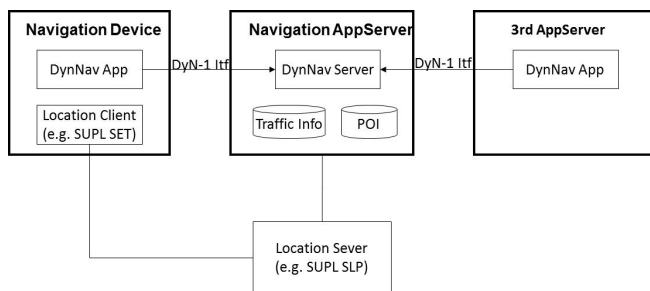 Navigation Device
Navigation AppServer
3rd AppServer
DynNav App
DyN-1 Itf
DynNav Server
DyN-1 Itf
DynNav App
Location Client
(e.g. SUPL SET)
Traffic Info
POI
Location Sever
(e.g. SUPL SLP)